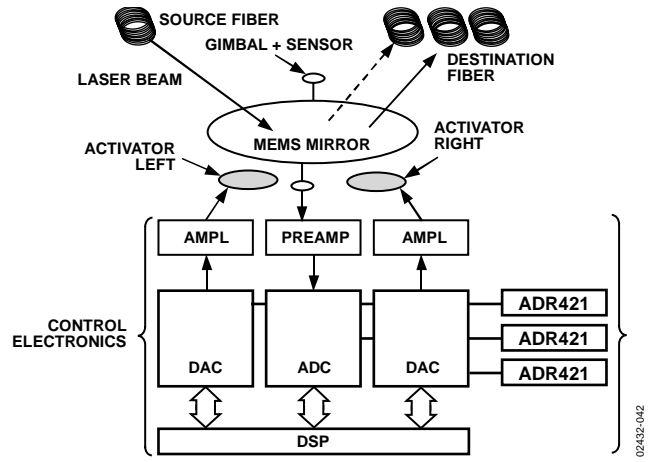 SOURCE FIBER
GIMBAL + SENSOR
DESTINATION
FIBER
LASER BEAM
MEMS MIRROR
ACTIVATOR
LEFT
ACTIVATOR
RIGHT
AMPL
PREAMP
AMPL
CONTROL
ELECTRONICS
DAC
ADC
DAC
ADR421
ADR421
ADR421
DSP
02432-042